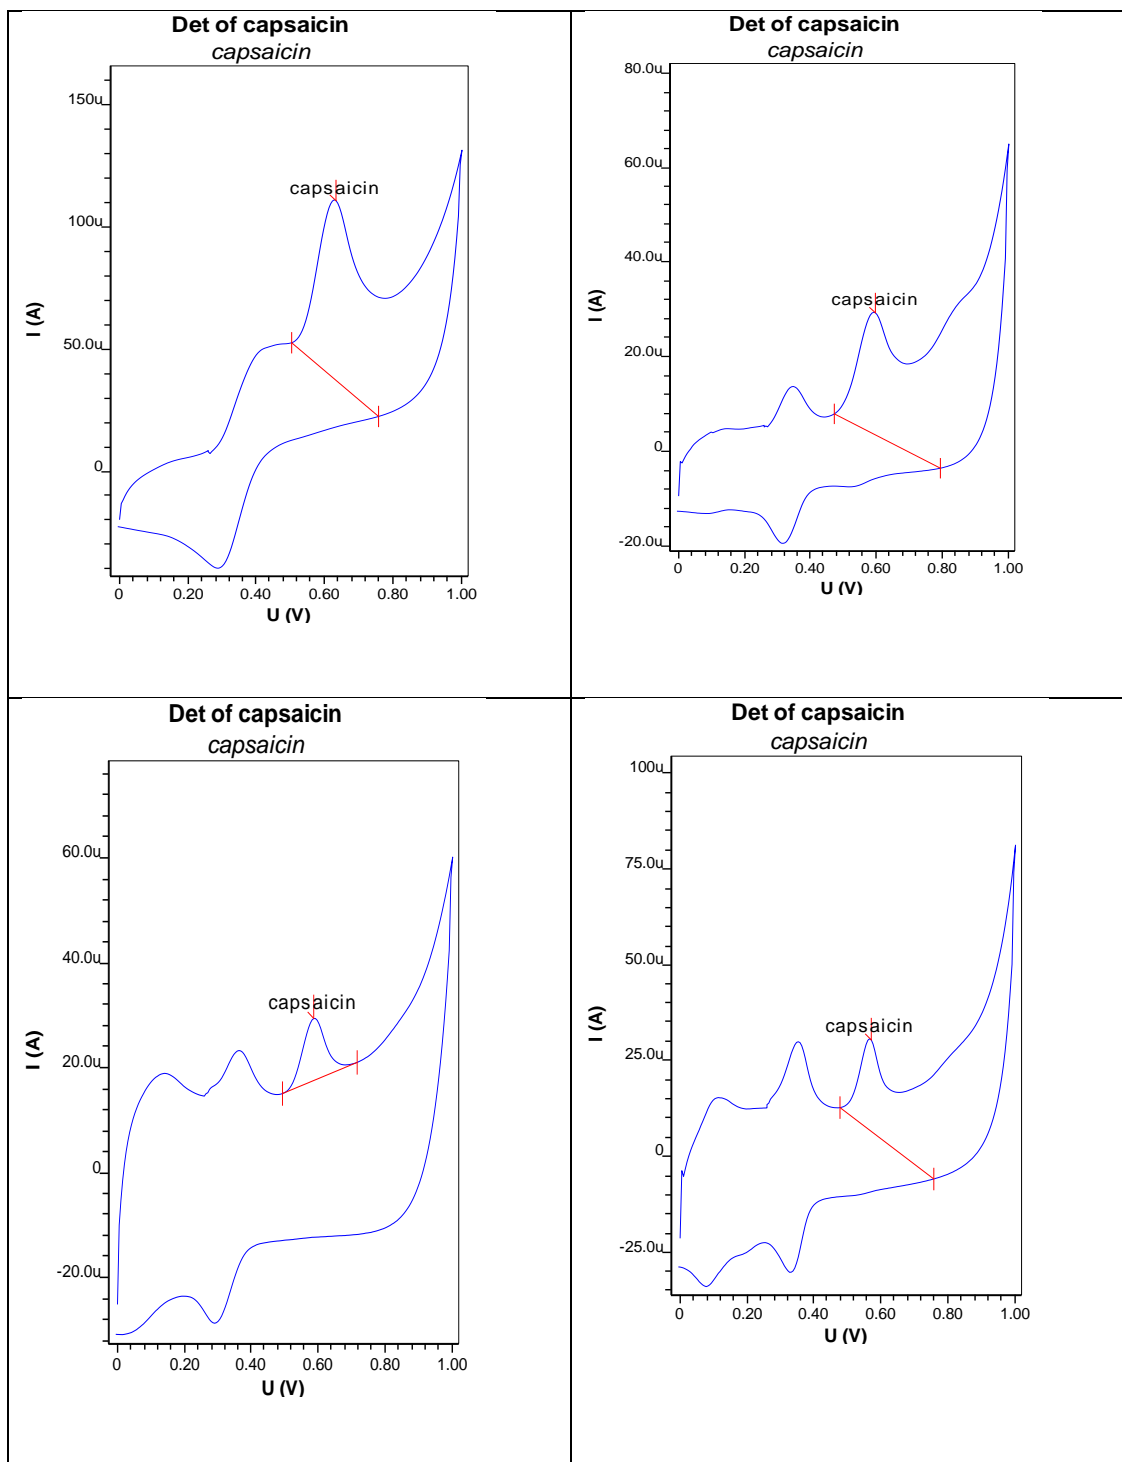 Det of capsaicin
capsaicin
150u
100u
50.0u
0
capsaicin
I (A)
0 0.20 0.40 0.60 0.80 1.00
U (V)
Det of capsaicin
capsaicin
80.0u
60.0u
40.0u
20.0u
0
-20.0u
capsaicin
I (A)
0 0.20 0.40 0.60 0.80 1.00
U (V)
Det of capsaicin
capsaicin
60.0u
40.0u
20.0u
0
-20.0u
capsaicin
I (A)
0 0.20 0.40 0.60 0.80 1.00
U (V)
Det of capsaicin
capsaicin
100u
75.0u
50.0u
25.0u
0
-25.0u
capsaicin
I (A)
0 0.20 0.40 0.60 0.80 1.00
U (V)